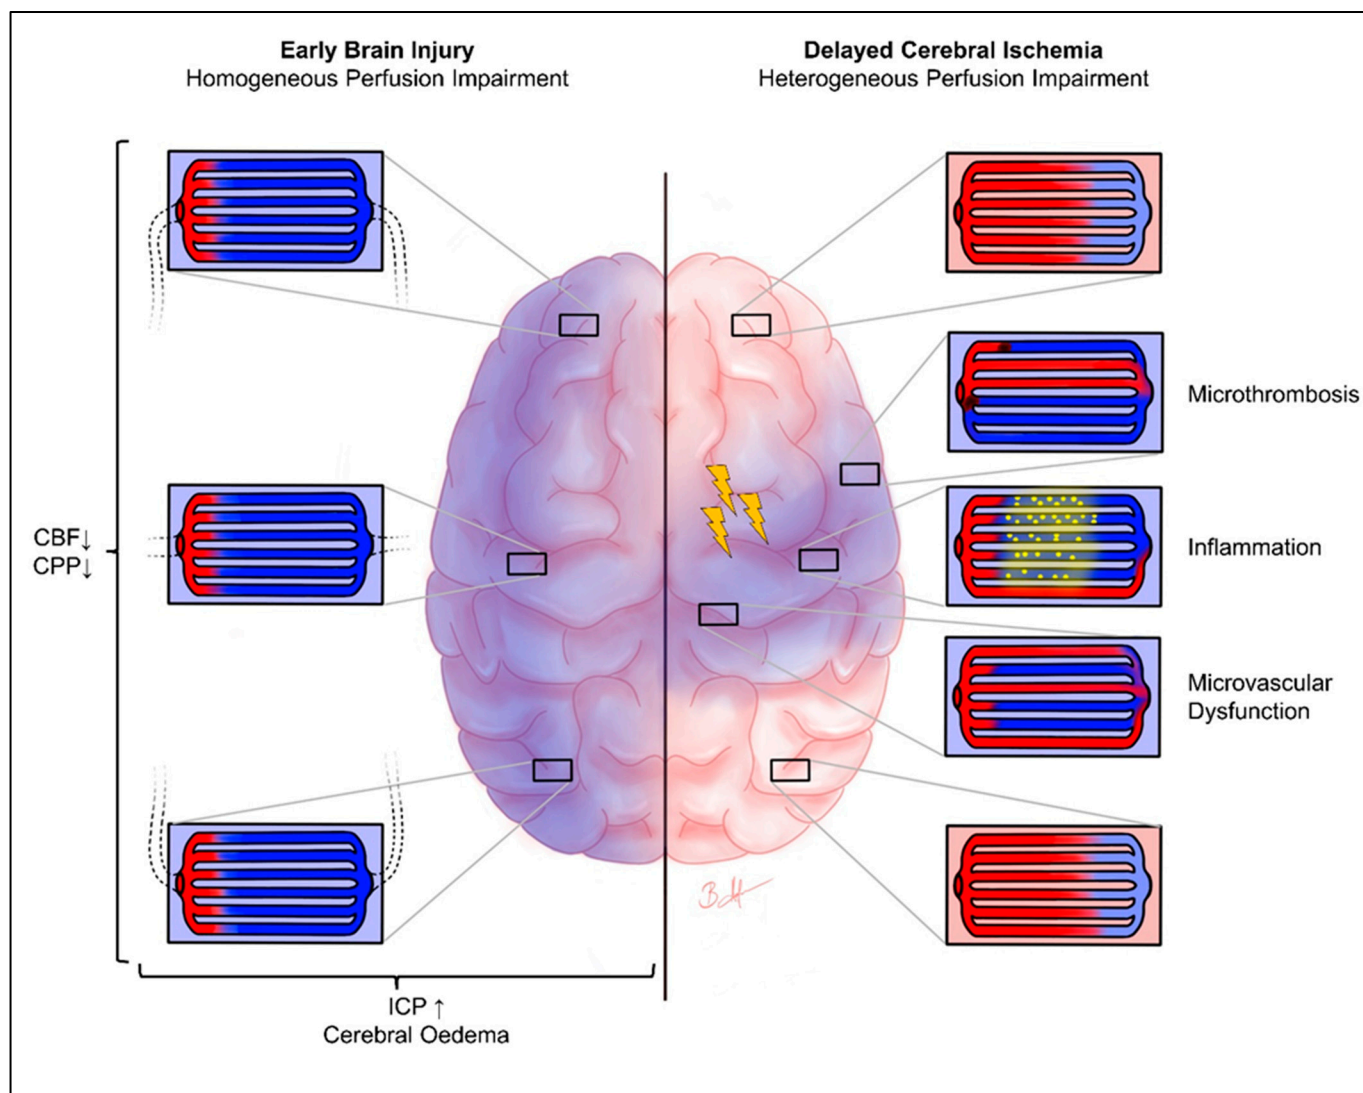 Early Brain Injury
Homogeneous Perfusion Impairment
Delayed Cerebral Ischemia
Heterogeneous Perfusion Impairment
Microthrombosis
CBF↓
CPP↓
Inflammation
Microvascular
Dysfunction
ICP ↑
Cerebral Oedema